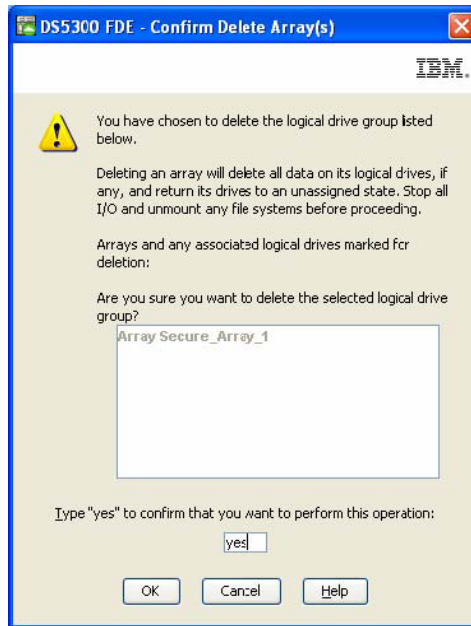 DS5300 FDE - Confirm Delete Array(s)
IBM.
You have chosen to delete the logical drive group listed
below.
Deleting an array will delete all data on its logical drives, if
any, and return its drives to an unassigned state. Stop all
I/O and unmount any file systems before proceeding.
Arrays and any associated logical drives marked for
deletion:
Are you sure you want to delete the selected logical drive
group?
Array Secure_Array_1
Type "yes" to confirm that you want to perform this operation:
yes
OK Cancel Help